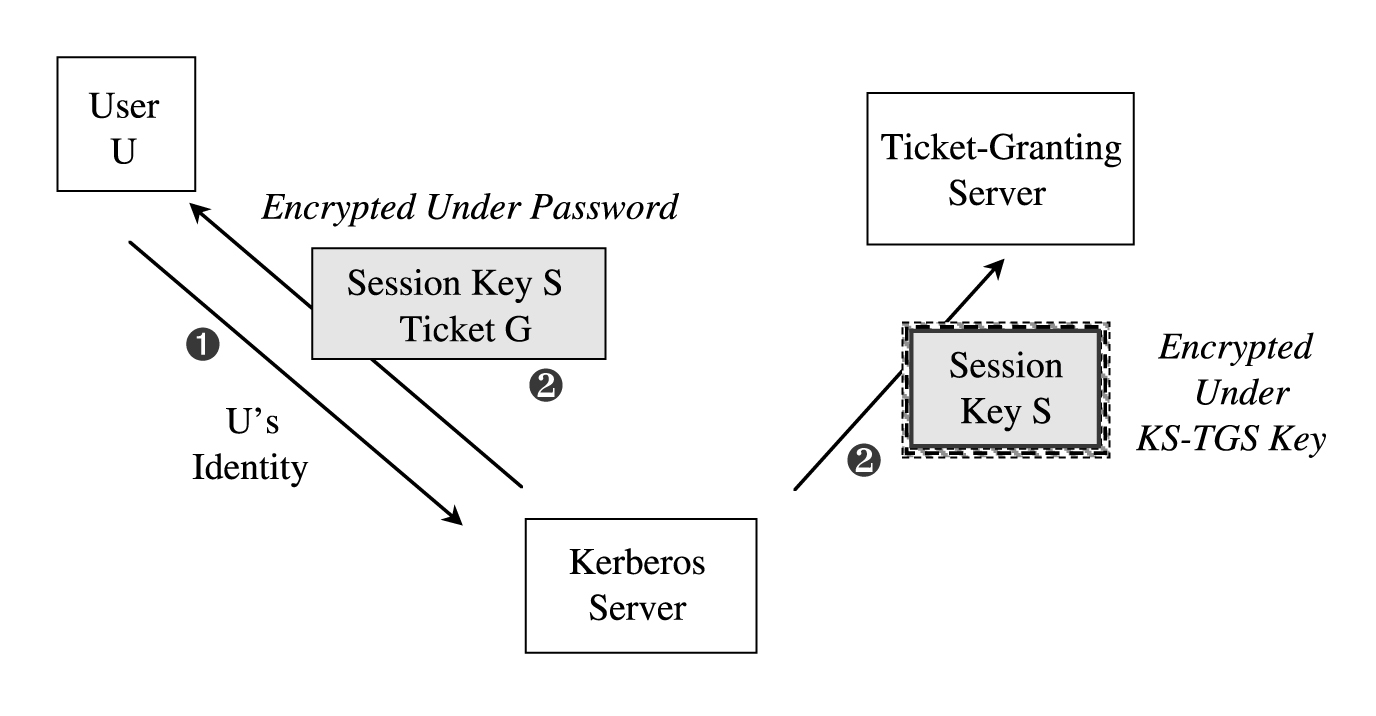 User
U
Encrypted Under Password
Session Key S
Ticket G
❶
❷
U’s
Identity
Kerberos
Server
Ticket-Granting
Server
Session
Key S
❷
Encrypted
Under
KS-TGS Key